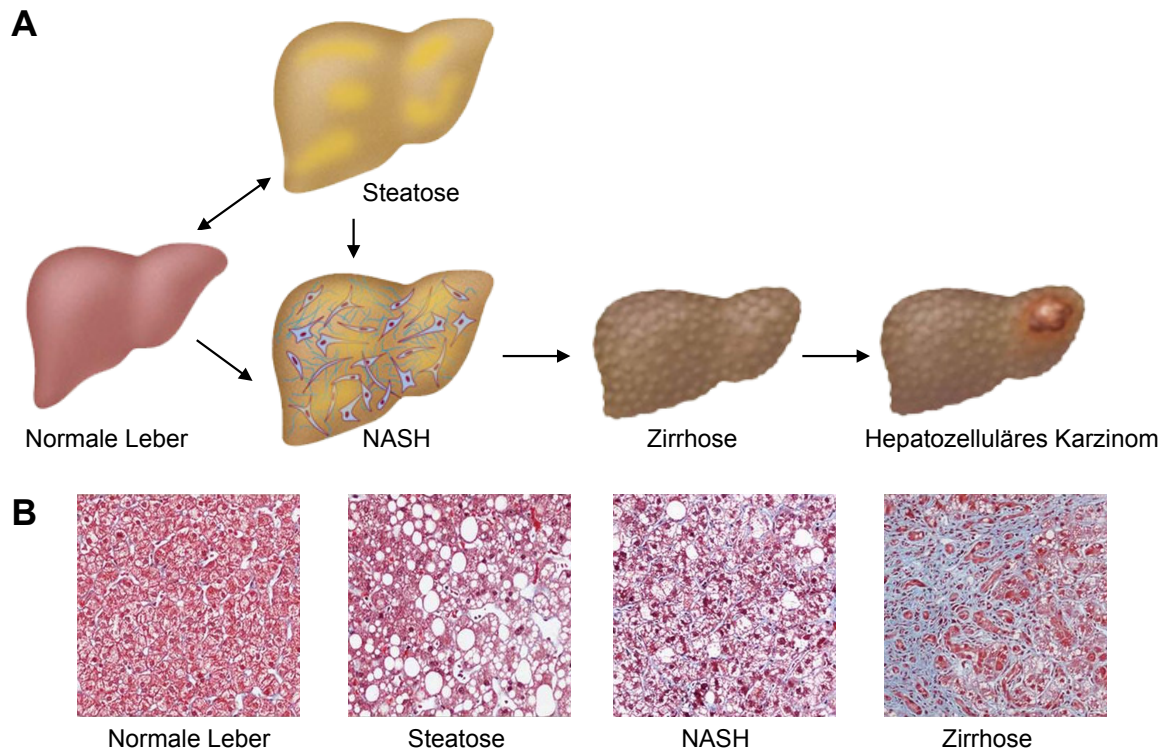 A
Steatose
Normale Leber
NASH
Zirrhose
Hepatozelluläres Karzinom
B
Normale Leber
Steatose
NASH
Zirrhose